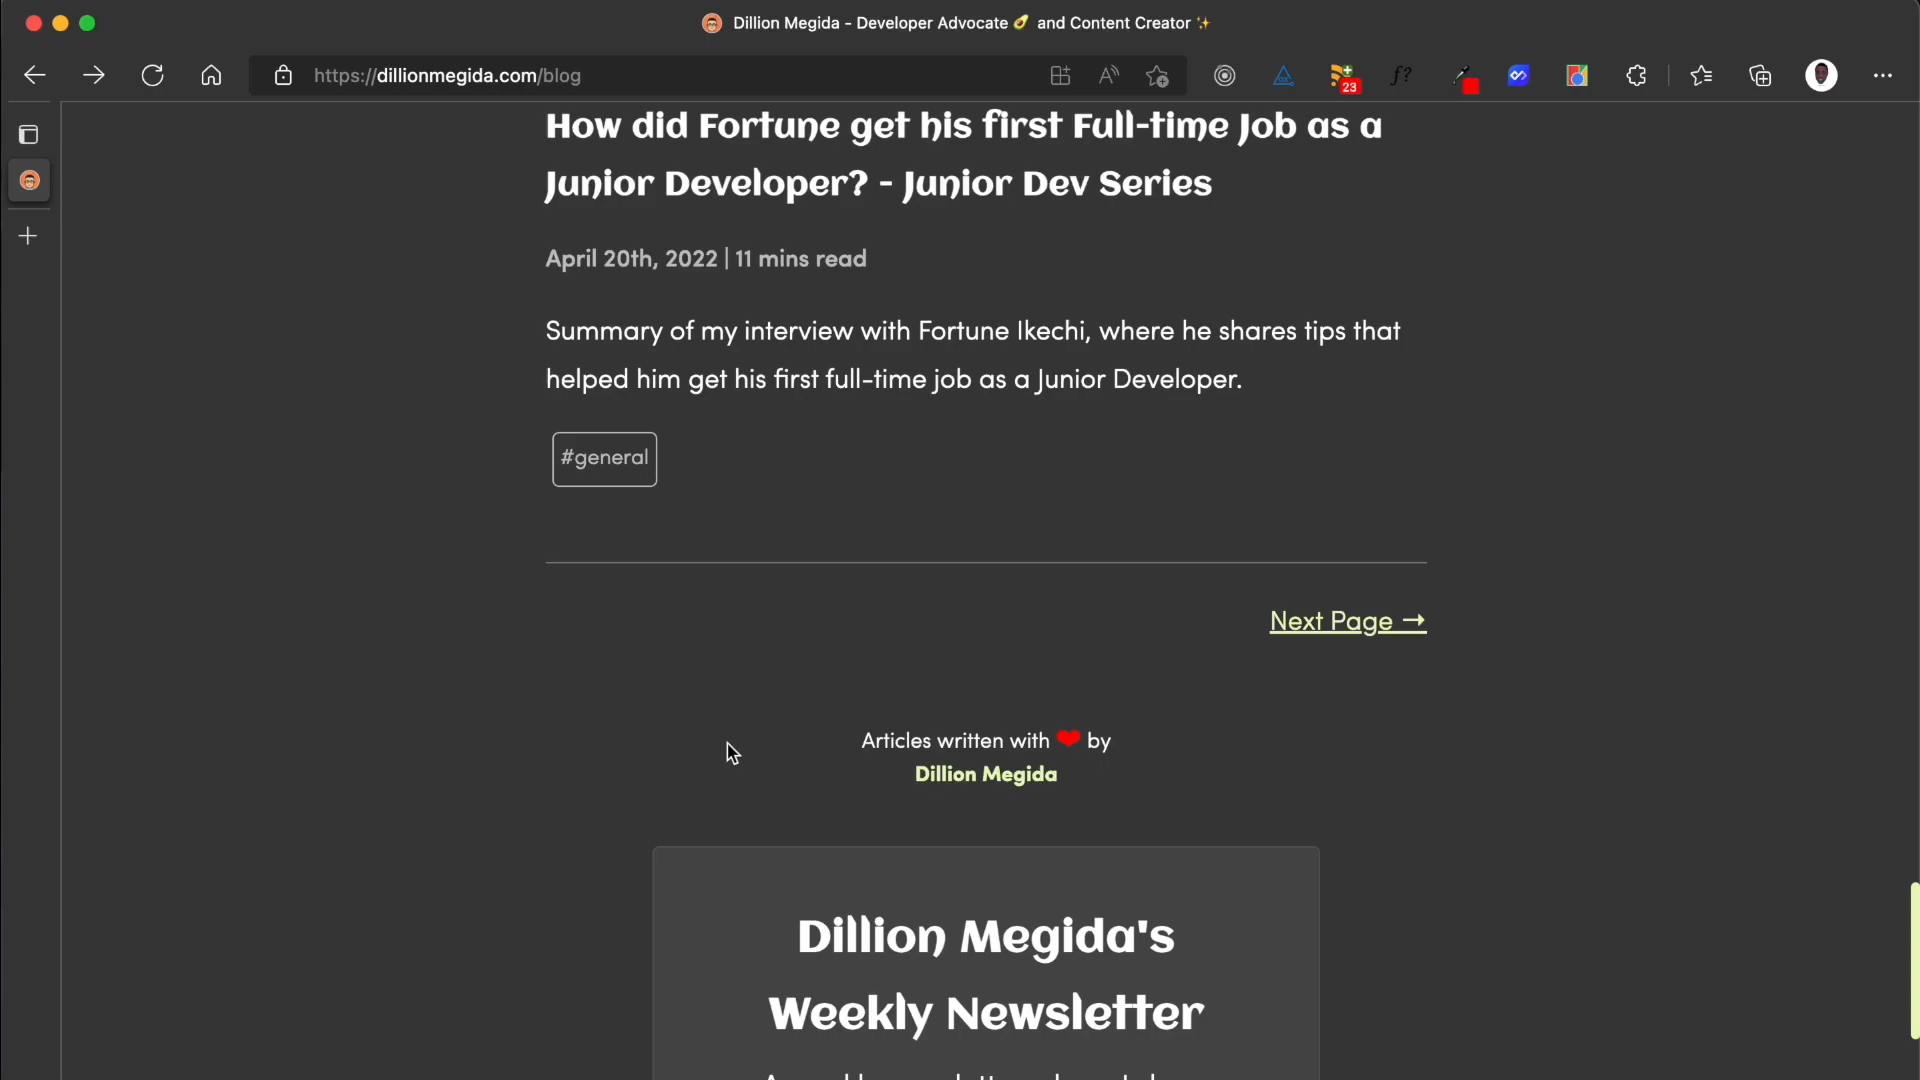 Dillion Megida - Developer Advocate 🥑 and Content Creator ✨
https://dillionmegida.com/blog
23
f?
How did Fortune get his first Full-time Job as a
Junior Developer? - Junior Dev Series
April 20th, 2022 | 11 mins read
Summary of my interview with Fortune Ikechi, where he shares tips that
helped him get his first full-time job as a Junior Developer.
#general
Next Page →
Articles written with ❤ by
Dillion Megida
Dillion Megida's
Weekly Newsletter